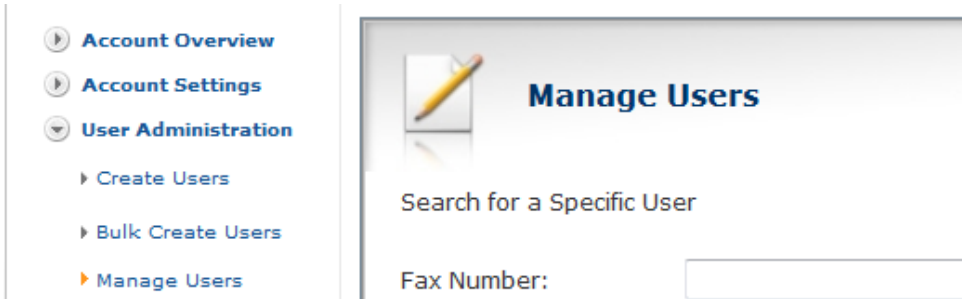 Account Overview
Account Settings
User Administration
Create Users
Bulk Create Users
Manage Users
Manage Users
Search for a Specific User
Fax Number: